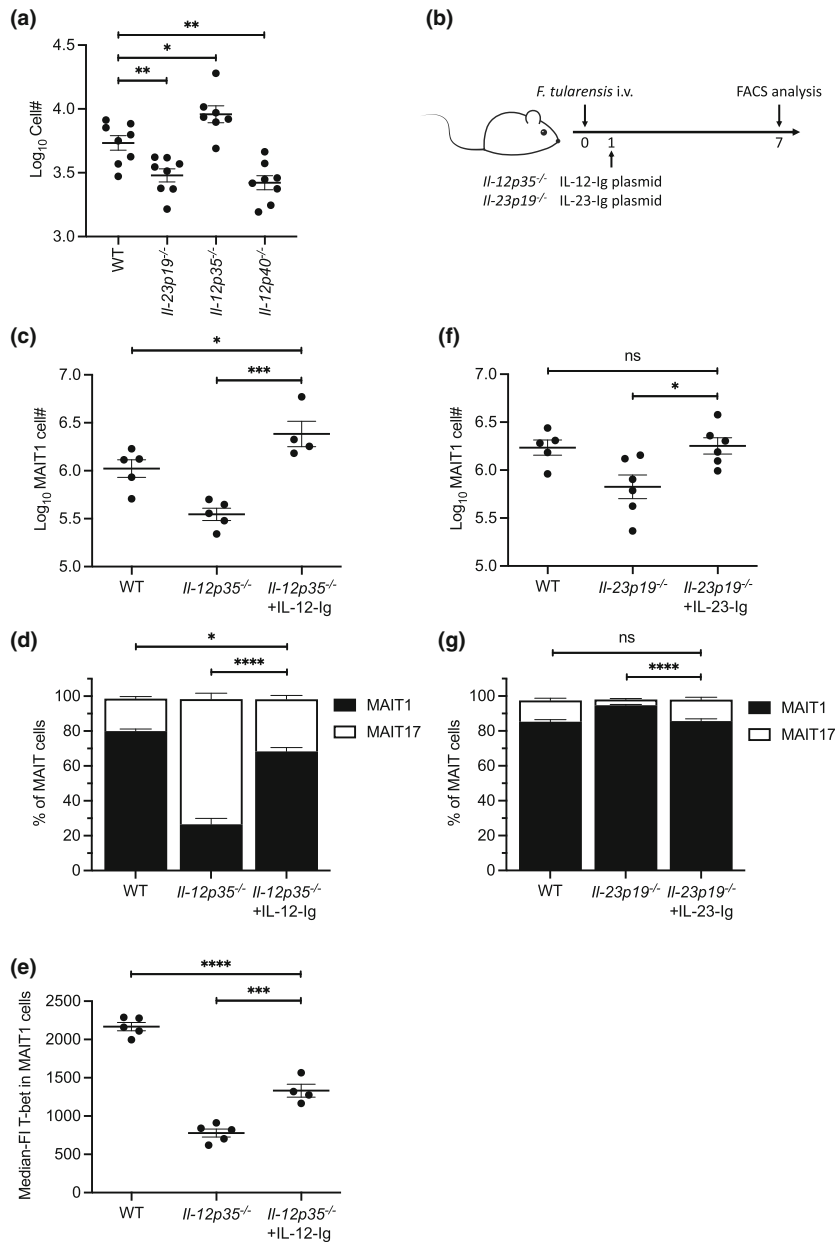 (a)
**
*
**
4.5
4.0
3.5
3.0
Log10 Cell#
WT
Il-23p19-/-
Il-12p35-/-
Il-12p40-/-
(b)
F. tularensis i.v.
FACS analysis
0
1
7
Il-12p35-/- IL-12-Ig plasmid
Il-23p19-/- IL-23-Ig plasmid
(c)
*
***
7.0
6.5
6.0
5.5
5.0
Log10 MAIT1 cell#
WT
Il-12p35-/-
Il-12p35-/-
+IL-12-Ig
(f)
ns
*
7.0
6.5
6.0
5.5
5.0
Log10 MAIT1 cell#
WT
Il-23p19-/-
Il-23p19-/-
+IL-23-Ig
(d)
*
****
100
80
60
40
20
0
% of MAIT cells
MAIT1
MAIT17
WT
Il-12p35-/-
Il-12p35-/-
+IL-12-Ig
(g)
ns
****
100
80
60
40
20
0
% of MAIT cells
MAIT1
MAIT17
WT
Il-23p19-/-
Il-23p19-/-
+IL-23-Ig
(e)
****
***
2500
2000
1500
1000
500
0
Median-FI T-bet in MAIT1 cells
WT
Il-12p35-/-
Il-12p35-/-
+IL-12-Ig